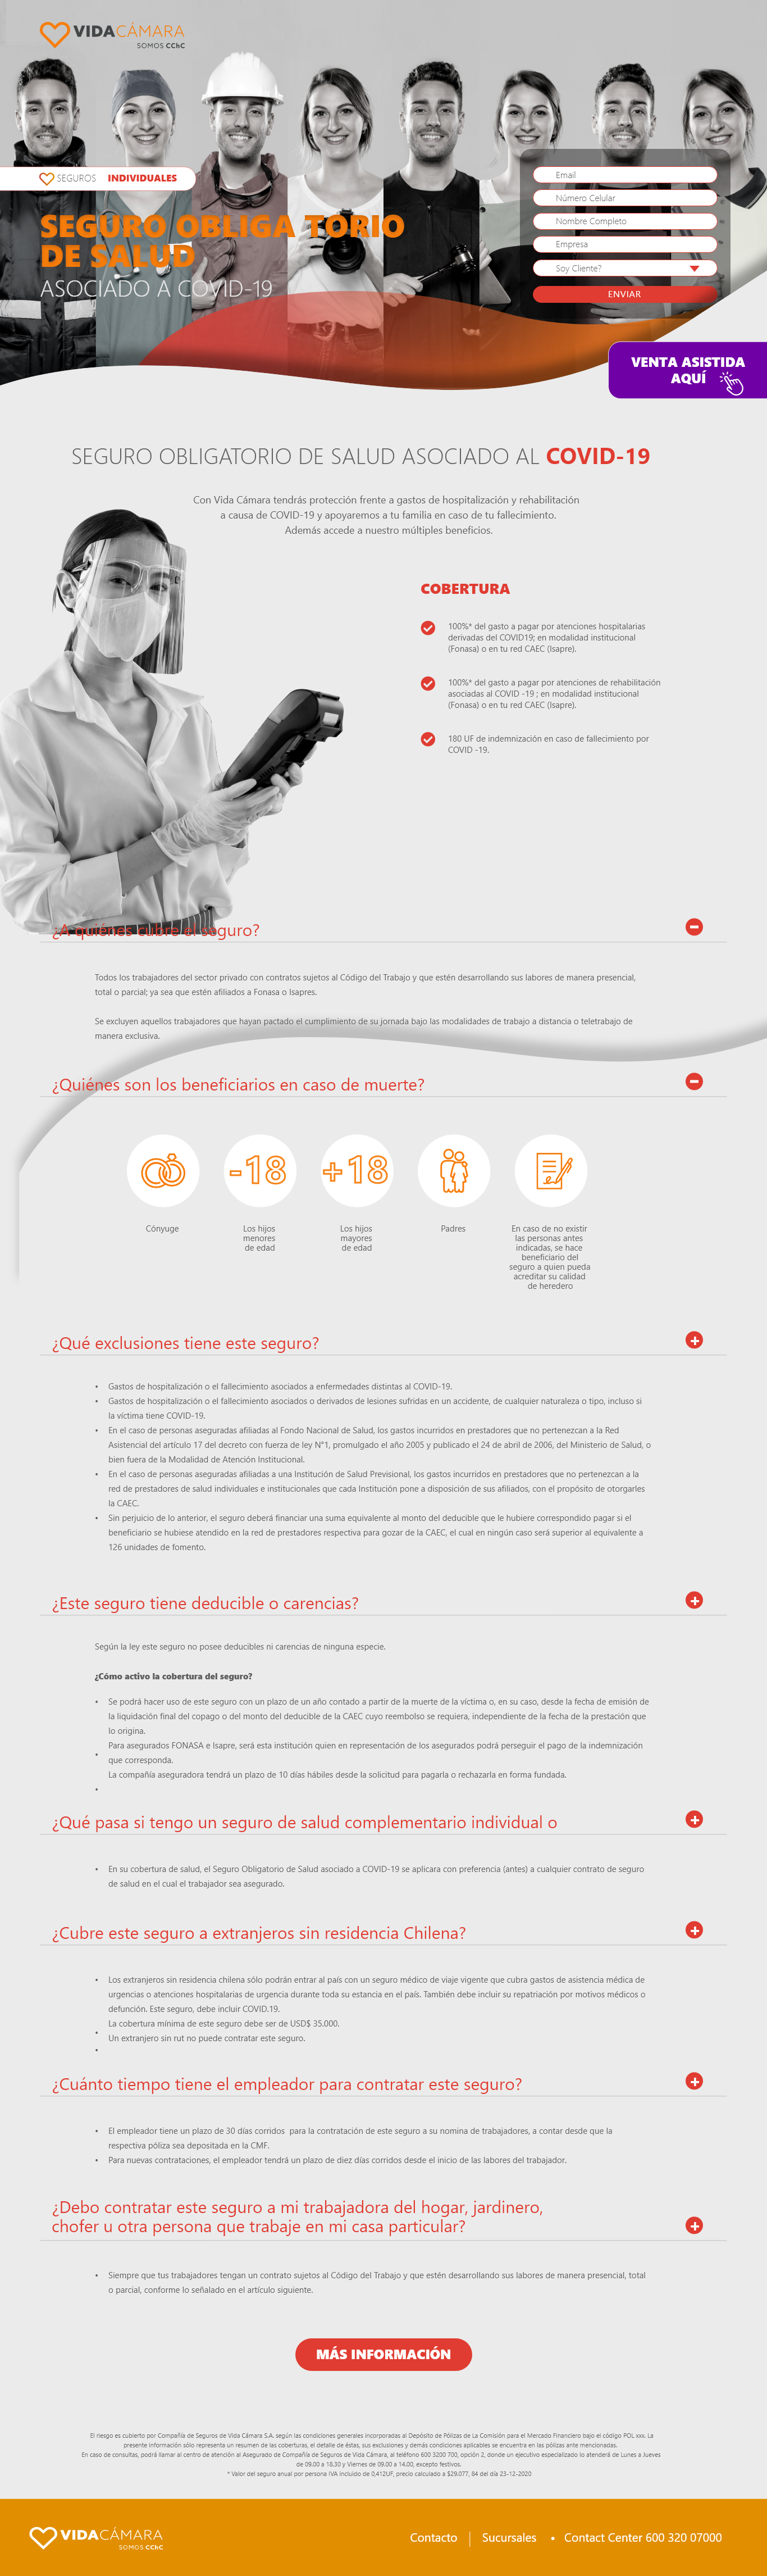 VIDACÁMARA
SOMOS CChC
SEGUROS INDIVIDUALES
SEGURO OBLIGA TORIO
DE SALUD
ASOCIADO A COVID-19
Email
Número Celular
Nombre Completo
Empresa
Soy Cliente?
ENVIAR
VENTA ASISTIDA
AQUÍ
SEGURO OBLIGATORIO DE SALUD ASOCIADO AL COVID-19
Con Vida Cámara tendrás protección frente a gastos de hospitalización y rehabilitación
a causa de COVID-19 y apoyaremos a tu familia en caso de tu fallecimiento.
Además accede a nuestro múltiples beneficios.
COBERTURA
100%* del gasto a pagar por atenciones hospitalarias
derivadas del COVID19; en modalidad institucional
(Fonasa) o en tu red CAEC (Isapre).
100%* del gasto a pagar por atenciones de rehabilitación
asociadas al COVID -19 ; en modalidad institucional
(Fonasa) o en tu red CAEC (Isapre).
180 UF de indemnización en caso de fallecimiento por
COVID -19.
¿A quiénes cubre el seguro?
Todos los trabajadores del sector privado con contratos sujetos al Código del Trabajo y que estén desarrollando sus labores de manera presencial,
total o parcial; ya sea que estén afiliados a Fonasa o Isapres.
Se excluyen aquellos trabajadores que hayan pactado el cumplimiento de su jornada bajo las modalidades de trabajo a distancia o teletrabajo de
manera exclusiva.
¿Quiénes son los beneficiarios en caso de muerte?
-18
+18
Cónyuge
Los hijos
menores
de edad
Los hijos
mayores
de edad
Padres
En caso de no existir
las personas antes
indicadas, se hace
beneficiario del
seguro a quien pueda
acreditar su calidad
de heredero
¿Qué exclusiones tiene este seguro?
• Gastos de hospitalización o el fallecimiento asociados a enfermedades distintas al COVID-19.
• Gastos de hospitalización o el fallecimiento asociados o derivados de lesiones sufridas en un accidente, de cualquier naturaleza o tipo, incluso si
la víctima tiene COVID-19.
• En el caso de personas aseguradas afiliadas al Fondo Nacional de Salud, los gastos incurridos en prestadores que no pertenezcan a la Red
Asistencial del artículo 17 del decreto con fuerza de ley N°1, promulgado el año 2005 y publicado el 24 de abril de 2006, del Ministerio de Salud, o
bien fuera de la Modalidad de Atención Institucional.
• En el caso de personas aseguradas afiliadas a una Institución de Salud Previsional, los gastos incurridos en prestadores que no pertenezcan a la
red de prestadores de salud individuales e institucionales que cada Institución pone a disposición de sus afiliados, con el propósito de otorgarles
la CAEC.
• Sin perjuicio de lo anterior, el seguro deberá financiar una suma equivalente al monto del deducible que le hubiere correspondido pagar si el
beneficiario se hubiese atendido en la red de prestadores respectiva para gozar de la CAEC, el cual en ningún caso será superior al equivalente a
126 unidades de fomento.
¿Este seguro tiene deducible o carencias?
Según la ley este seguro no posee deducibles ni carencias de ninguna especie.
¿Cómo activo la cobertura del seguro?
• Se podrá hacer uso de este seguro con un plazo de un año contado a partir de la muerte de la víctima o, en su caso, desde la fecha de emisión de
la liquidación final del copago o del monto del deducible de la CAEC cuyo reembolso se requiera, independiente de la fecha de la prestación que
lo origina.
Para asegurados FONASA e Isapre, será esta institución quien en representación de los asegurados podrá perseguir el pago de la indemnización
• que corresponda.
La compañía aseguradora tendrá un plazo de 10 días hábiles desde la solicitud para pagarla o rechazarla en forma fundada.
•
¿Qué pasa si tengo un seguro de salud complementario individual o
• En su cobertura de salud, el Seguro Obligatorio de Salud asociado a COVID-19 se aplicara con preferencia (antes) a cualquier contrato de seguro
de salud en el cual el trabajador sea asegurado.
¿Cubre este seguro a extranjeros sin residencia Chilena?
• Los extranjeros sin residencia chilena sólo podrán entrar al país con un seguro médico de viaje vigente que cubra gastos de asistencia médica de
urgencias o atenciones hospitalarias de urgencia durante toda su estancia en el país. También debe incluir su repatriación por motivos médicos o
defunción. Este seguro, debe incluir COVID.19.
La cobertura mínima de este seguro debe ser de USD$ 35.000.
• Un extranjero sin rut no puede contratar este seguro.
•
¿Cuánto tiempo tiene el empleador para contratar este seguro?
• El empleador tiene un plazo de 30 días corridos para la contratación de este seguro a su nomina de trabajadores, a contar desde que la
respectiva póliza sea depositada en la CMF.
• Para nuevas contrataciones, el empleador tendrá un plazo de diez días corridos desde el inicio de las labores del trabajador.
¿Debo contratar este seguro a mi trabajadora del hogar, jardinero,
chofer u otra persona que trabaje en mi casa particular?
• Siempre que tus trabajadores tengan un contrato sujetos al Código del Trabajo y que estén desarrollando sus labores de manera presencial, total
o parcial, conforme lo señalado en el artículo siguiente.
MÁS INFORMACIÓN
El riesgo es cubierto por Compañía de Seguros de Vida Cámara S.A. según las condiciones generales incorporadas al Depósito de Pólizas de La Comisión para el Mercado Financiero bajo el código POL xxx. La
presente información sólo representa un resumen de las coberturas, el detalle de éstas, sus exclusiones y demás condiciones aplicables se encuentra en las pólizas ante mencionadas.
En caso de consultas, podrá llamar al centro de atención al Asegurado de Compañía de Seguros de Vida Cámara, al teléfono 600 3200 700, opción 2, donde un ejecutivo especializado lo atenderá de Lunes a Jueves
de 09.00 a 18.30 y Viernes de 09.00 a 14.00, excepto festivos.
* Valor del seguro anual por persona IVA incluido de 0,412UF, precio calculado a $29.077, 84 del día 23-12-2020
VIDACÁMARA
SOMOS CChC
Contacto | Sucursales • Contact Center 600 320 07000